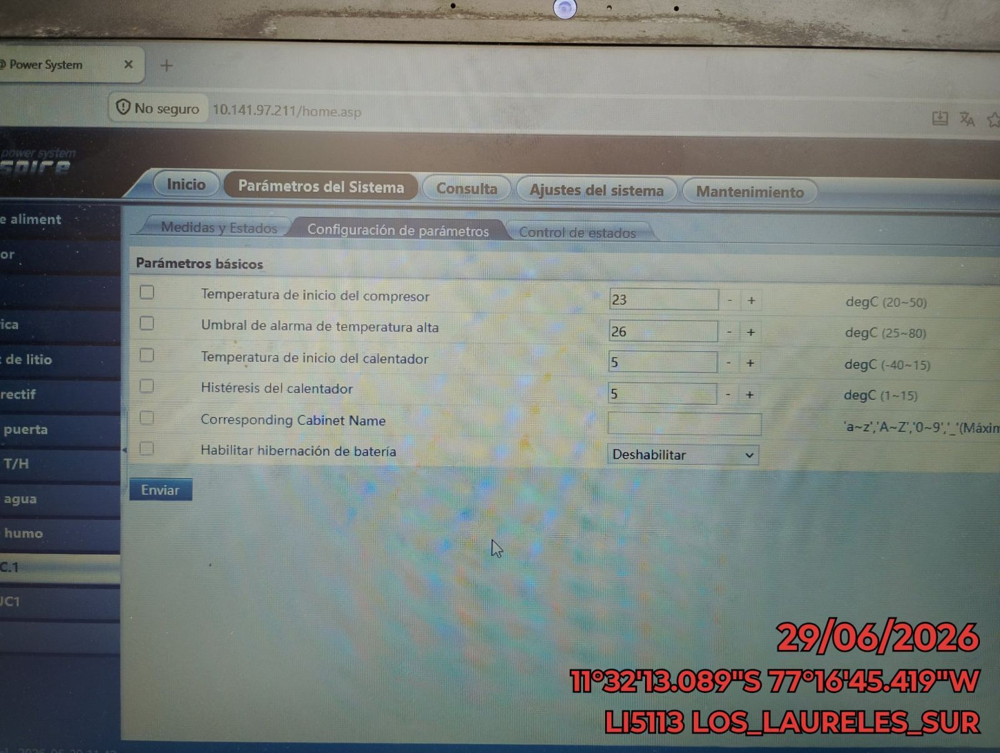 Power System
No seguro 10.141.97.211/home.asp
power system
spire
Inicio
Parámetros del Sistema
Consulta
Ajustes del sistema
Mantenimiento
Medidas y Estados
Configuración de parámetros
Control de estados
e aliment
or
ica
de litio
rectif
puerta
T/H
agua
humo
C.1
JC1
Parámetros básicos
Temperatura de inicio del compresor 23 - + degC (20~50)
Umbral de alarma de temperatura alta 26 - + degC (25~80)
Temperatura de inicio del calentador 5 - + degC (-40~15)
Histéresis del calentador 5 - + degC (1~15)
Corresponding Cabinet Name 'a~z','A~Z','0~9','_'(Máxim
Habilitar hibernación de batería Deshabilitar
Enviar
29/06/2026
11°32'13.089"S 77°16'45.419"W
LI5113 LOS_LAURELES_SUR